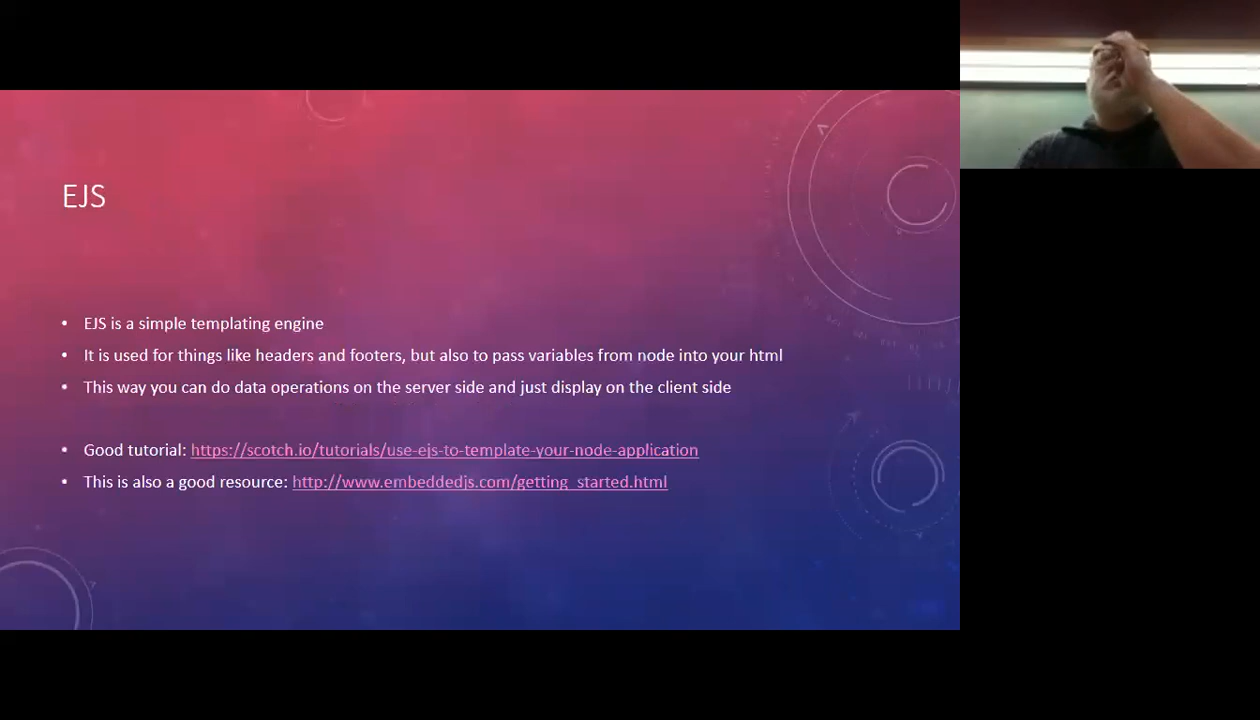 EJS
• EJS is a simple templating engine
• It is used for things like headers and footers, but also to pass variables from node into your html
• This way you can do data operations on the server side and just display on the client side
• Good tutorial: https://scotch.io/tutorials/use-ejs-to-template-your-node-application
• This is also a good resource: http://www.embeddedjs.com/getting_started.html